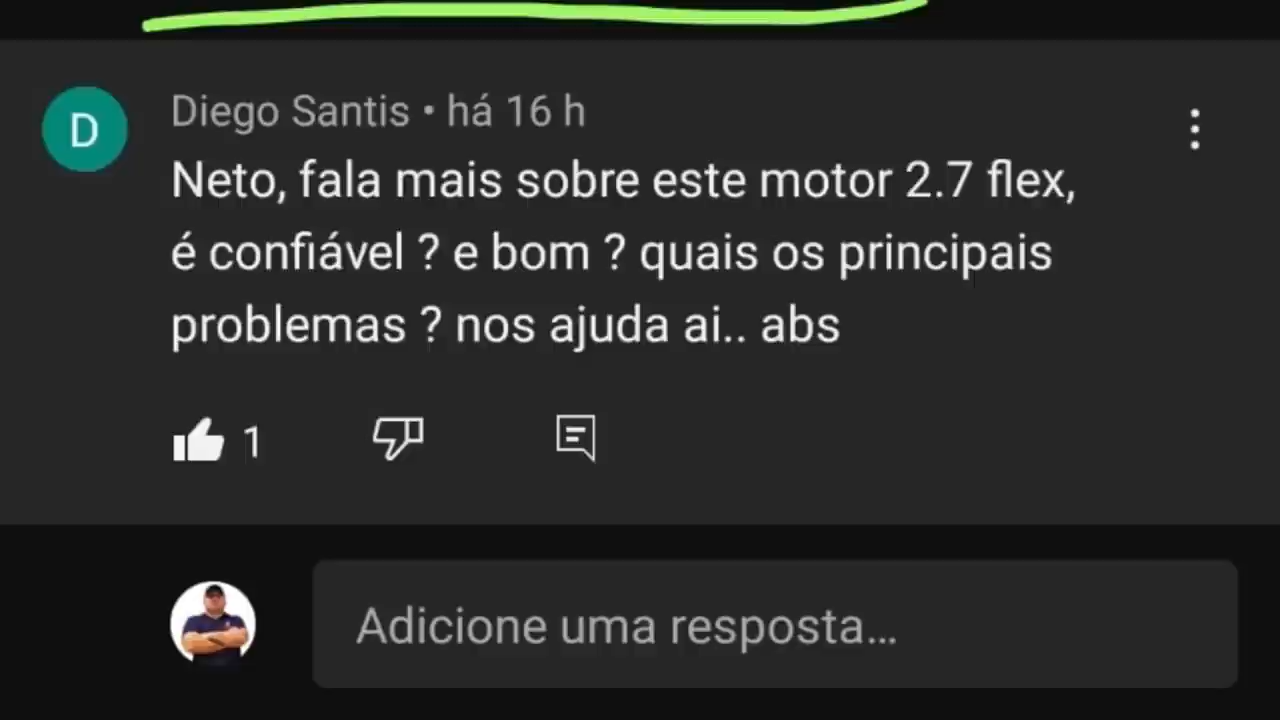 D
Diego Santis • há 16 h
Neto, fala mais sobre este motor 2.7 flex,
é confiável ? e bom ? quais os principais
problemas ? nos ajuda ai.. abs
1
Adicione uma resposta...